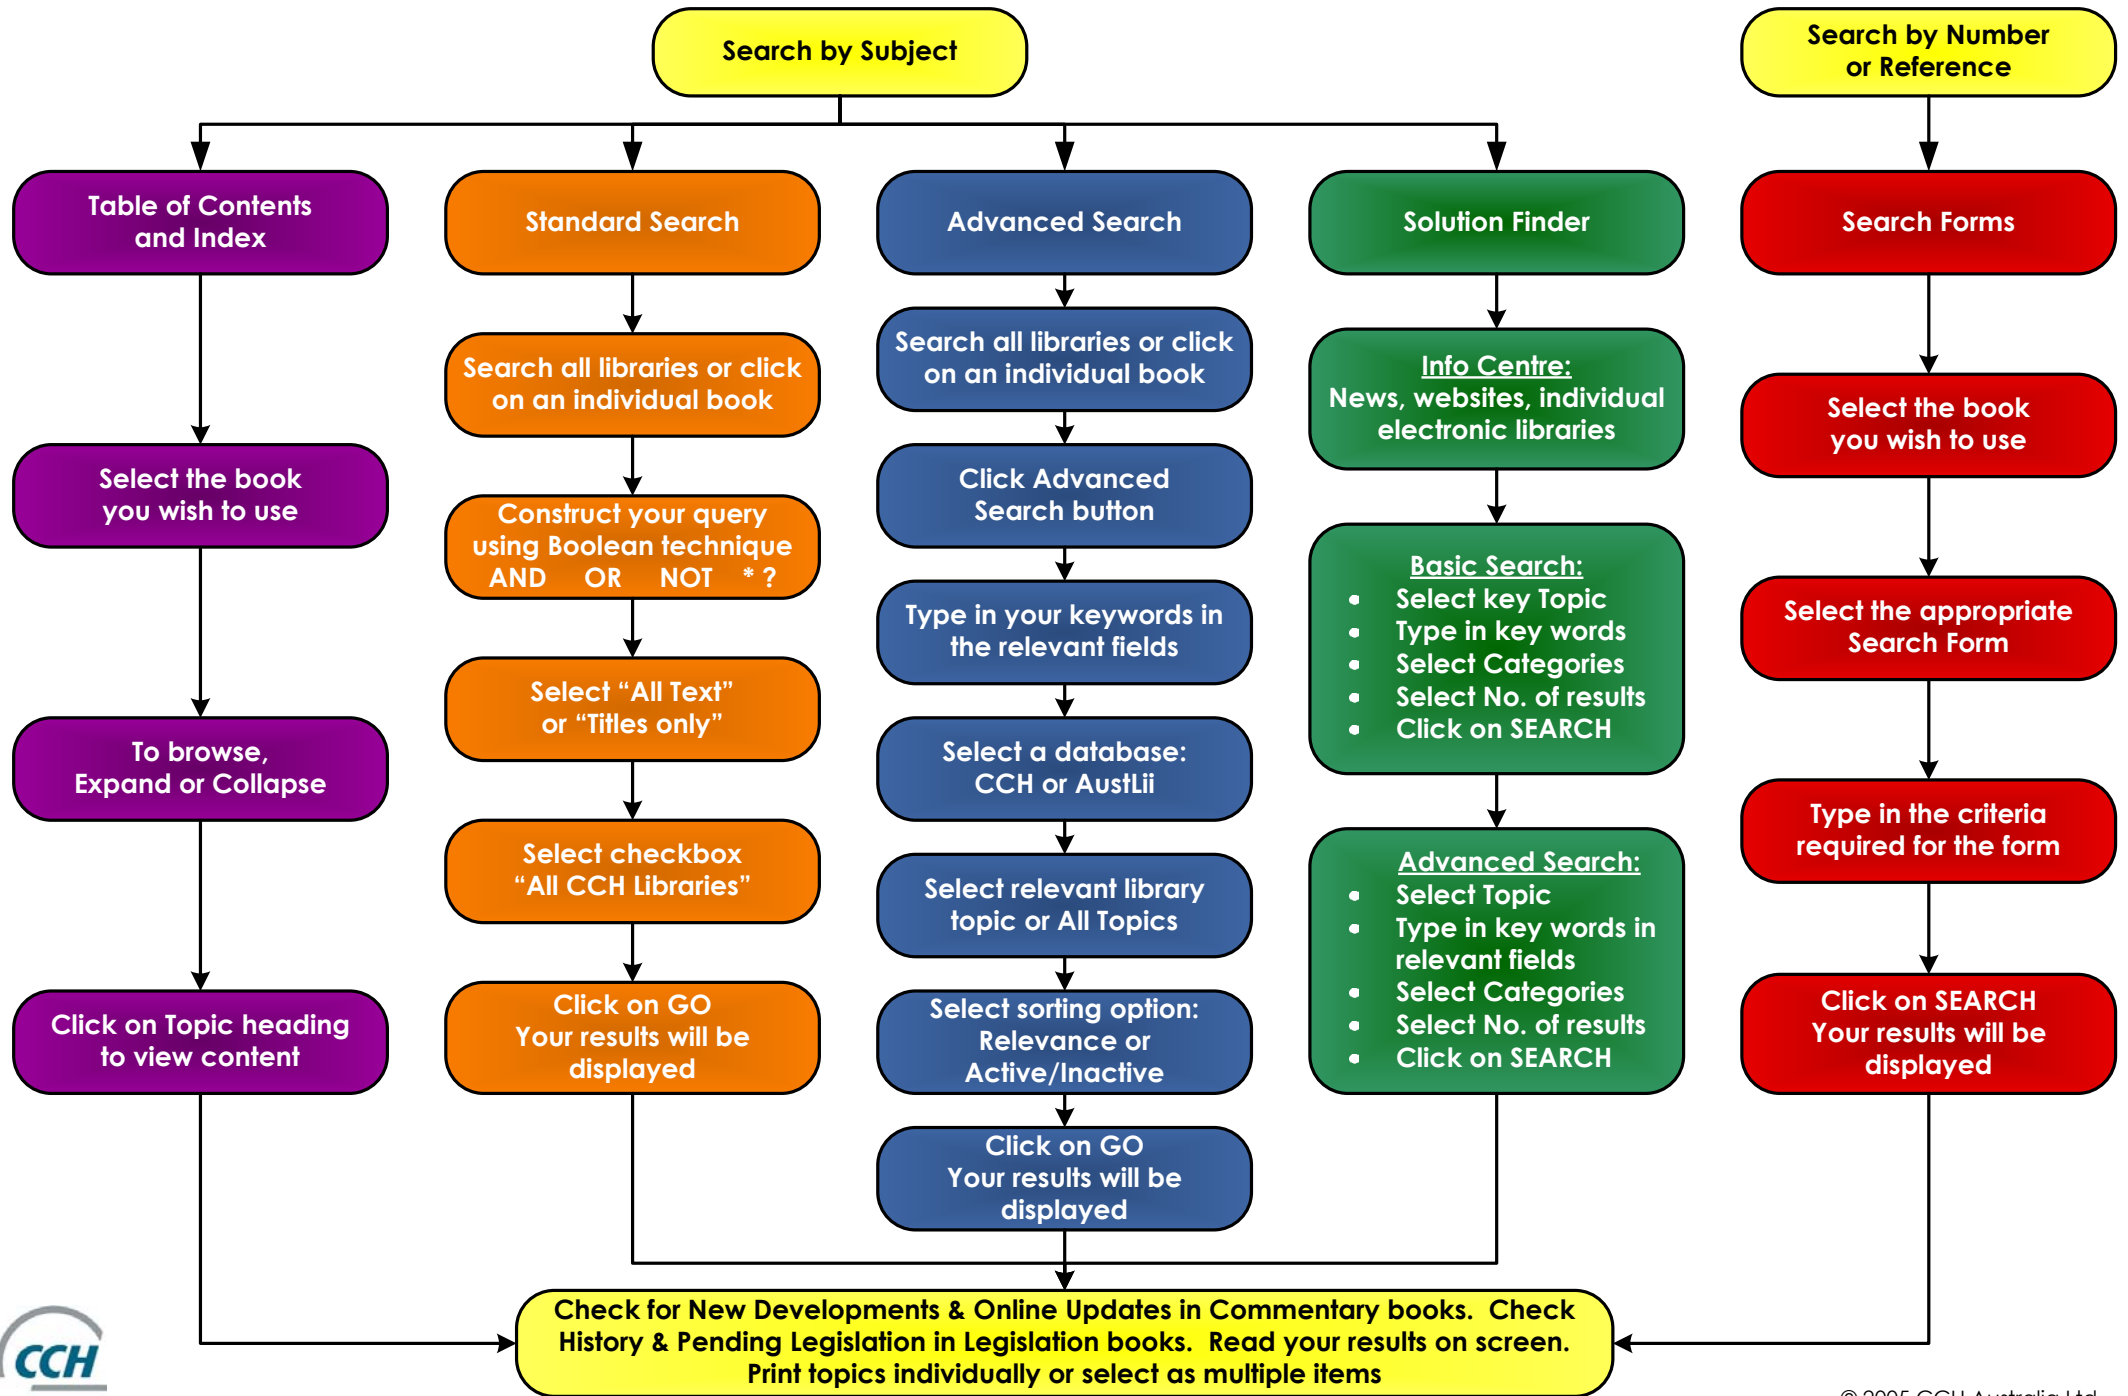 Search by Subject
Search by Number
or Reference
Table of Contents
and Index
Select the book
you wish to use
To browse,
Expand or Collapse
Click on Topic heading
to view content
Standard Search
Search all libraries or click
on an individual book
Construct your query
using Boolean technique
AND OR NOT * ?
Select “All Text”
or “Titles only”
Select checkbox
“All CCH Libraries”
Click on GO
Your results will be
displayed
Advanced Search
Search all libraries or click
on an individual book
Click Advanced
Search button
Type in your keywords in
the relevant fields
Select a database:
CCH or AustLii
Select relevant library
topic or All Topics
Select sorting option:
Relevance or
Active/Inactive
Click on GO
Your results will be
displayed
Solution Finder
Info Centre:
News, websites, individual
electronic libraries
Basic Search:
• Select key Topic
• Type in key words
• Select Categories
• Select No. of results
• Click on SEARCH
Advanced Search:
• Select Topic
• Type in key words in
relevant fields
• Select Categories
• Select No. of results
• Click on SEARCH
Search Forms
Select the book
you wish to use
Select the appropriate
Search Form
Type in the criteria
required for the form
Click on SEARCH
Your results will be
displayed
Check for New Developments & Online Updates in Commentary books. Check
History & Pending Legislation in Legislation books. Read your results on screen.
Print topics individually or select as multiple items
CCH
© 2005 CCH Australia Ltd